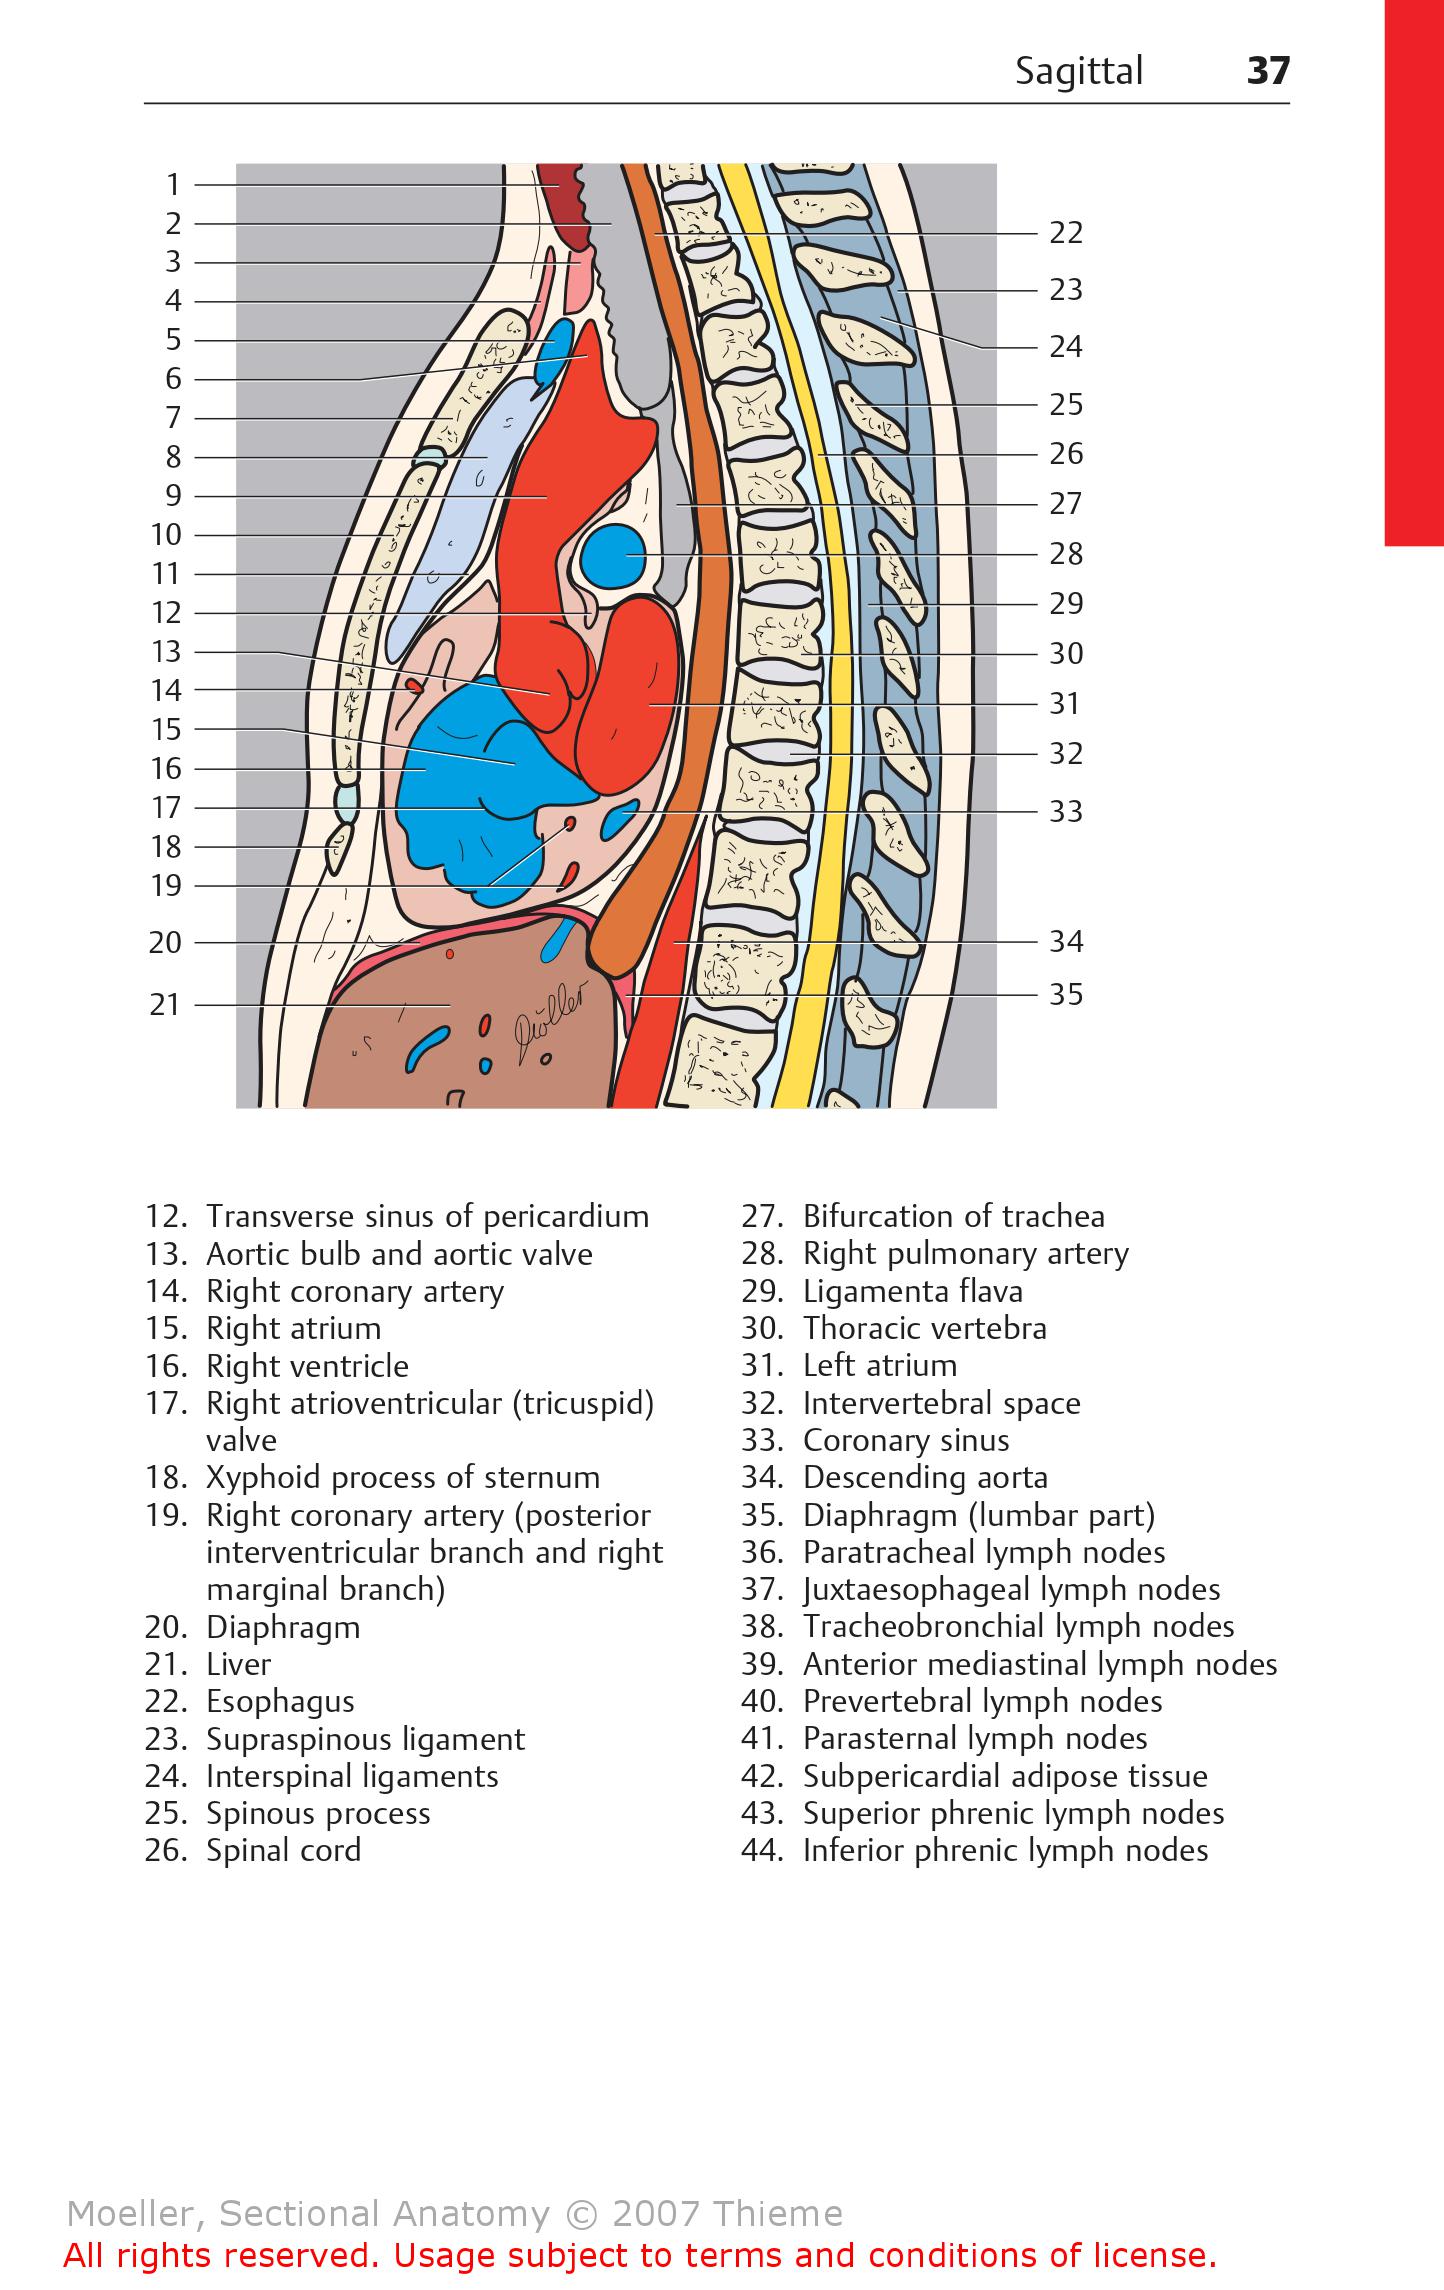 Sagittal 37
1
2
3
4
5
6
7
8
9
10
11
12
13
14
15
16
17
18
19
20
21
22
23
24
25
26
27
28
29
30
31
32
33
34
35
12. Transverse sinus of pericardium
13. Aortic bulb and aortic valve
14. Right coronary artery
15. Right atrium
16. Right ventricle
17. Right atrioventricular (tricuspid)
valve
18. Xyphoid process of sternum
19. Right coronary artery (posterior
interventricular branch and right
marginal branch)
20. Diaphragm
21. Liver
22. Esophagus
23. Supraspinous ligament
24. Interspinal ligaments
25. Spinous process
26. Spinal cord
27. Bifurcation of trachea
28. Right pulmonary artery
29. Ligamenta flava
30. Thoracic vertebra
31. Left atrium
32. Intervertebral space
33. Coronary sinus
34. Descending aorta
35. Diaphragm (lumbar part)
36. Paratracheal lymph nodes
37. Juxtaesophageal lymph nodes
38. Tracheobronchial lymph nodes
39. Anterior mediastinal lymph nodes
40. Prevertebral lymph nodes
41. Parasternal lymph nodes
42. Subpericardial adipose tissue
43. Superior phrenic lymph nodes
44. Inferior phrenic lymph nodes
Moeller, Sectional Anatomy © 2007 Thieme
All rights reserved. Usage subject to terms and conditions of license.